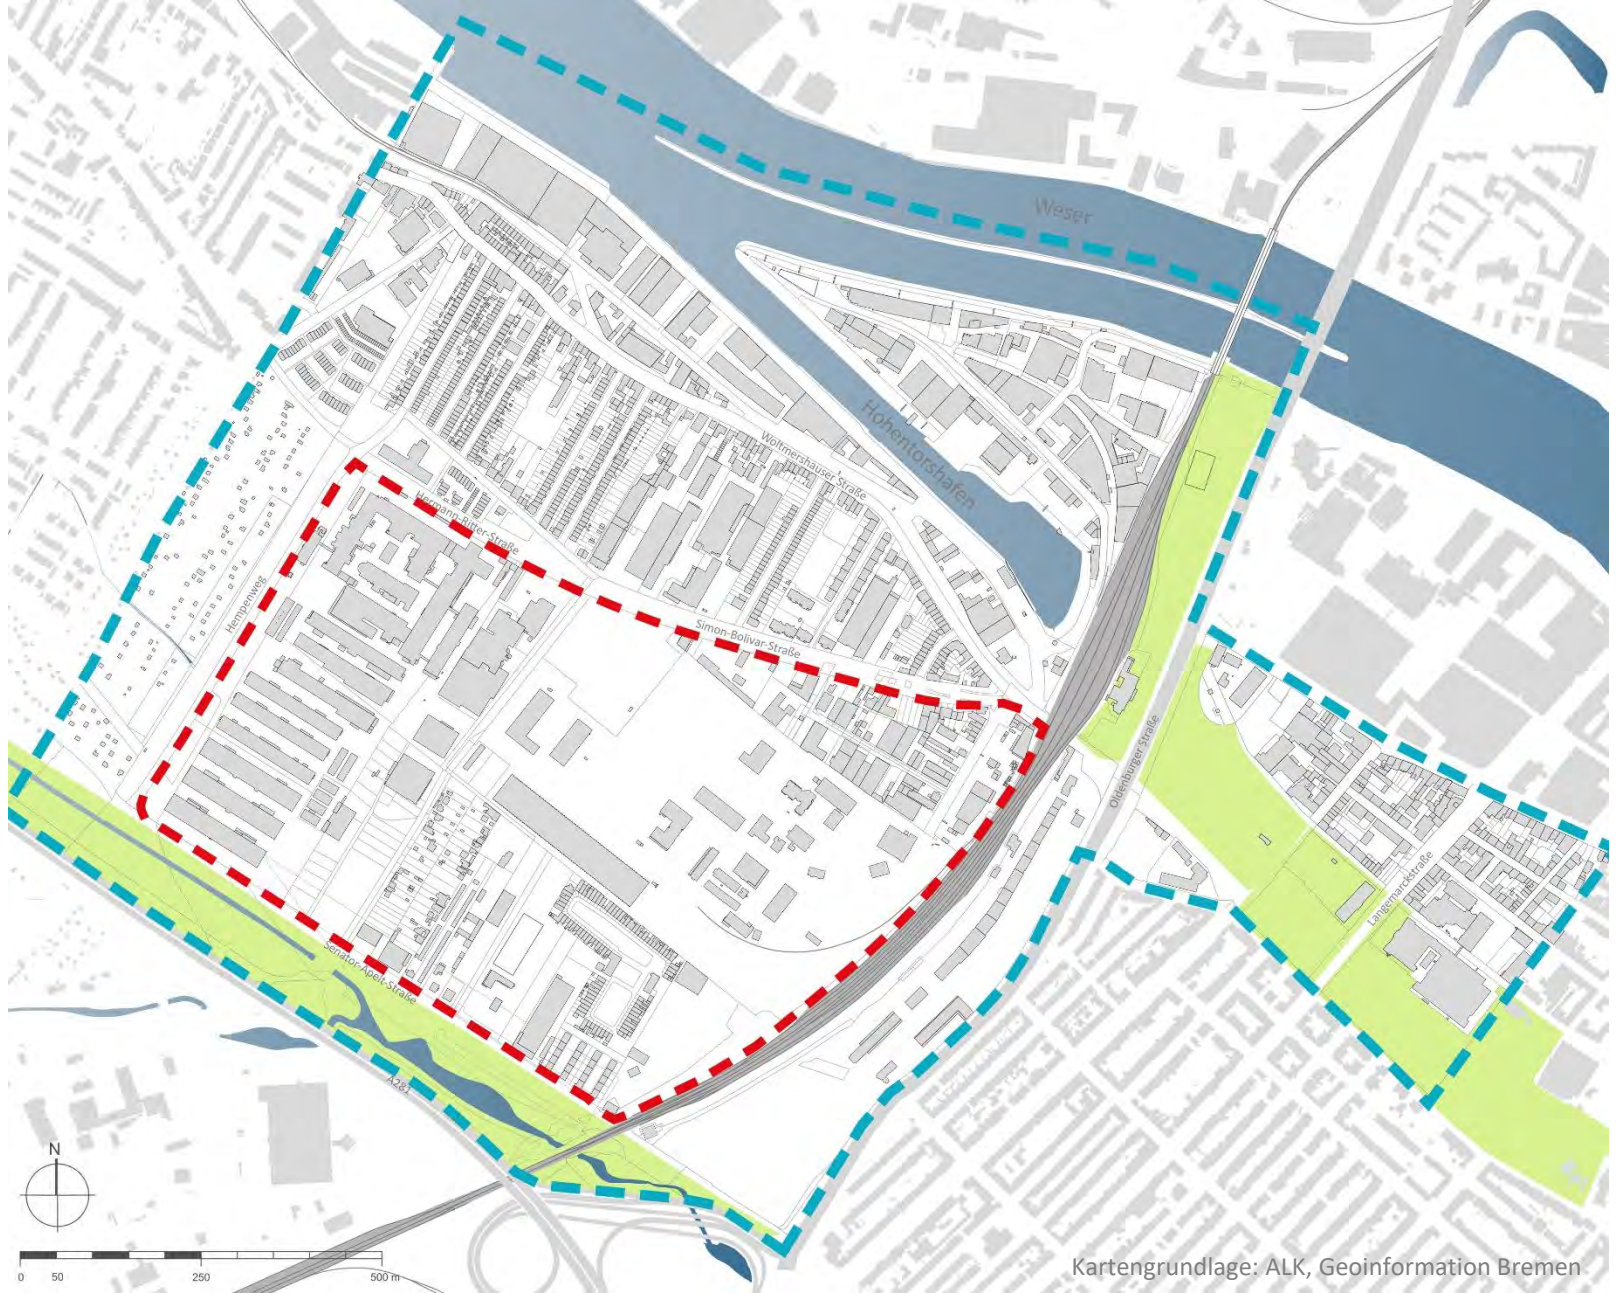 Weser
Hohentorshafen
Woltmershauser Straße
Hermann-Ritter-Straße
Hempenweg
Simon-Bolivar-Straße
Oldenburger Straße
Langemarckstraße
Senator-Apelt-Straße
A281
N
0 50 250 500 m
Kartengrundlage: ALK, Geoinformation Bremen